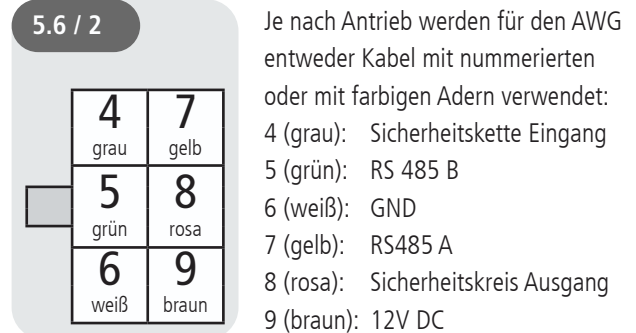 5.6 / 2
4 7
grau gelb
5 8
grün rosa
6 9
weiß braun
Je nach Antrieb werden für den AWG
entweder Kabel mit nummerierten
oder mit farbigen Adern verwendet:
4 (grau): Sicherheitskette Eingang
5 (grün): RS 485 B
6 (weiß): GND
7 (gelb): RS485 A
8 (rosa): Sicherheitskreis Ausgang
9 (braun): 12V DC